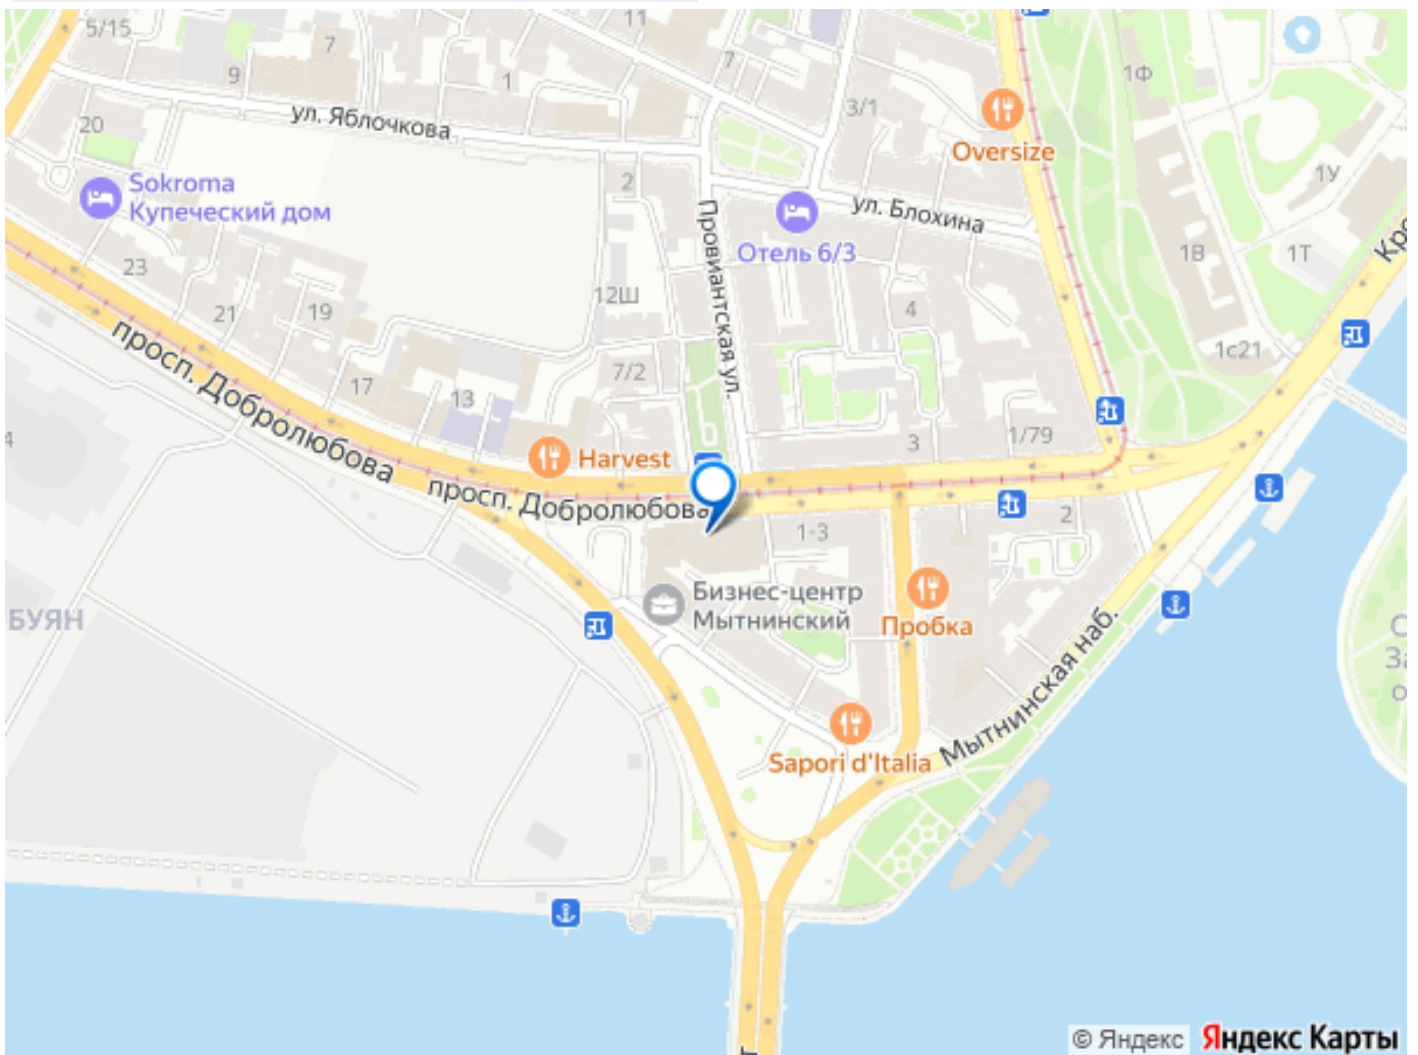 5/15
11
7
9
7
1
1Ф
ул. Яблочкова
3/1
20
Oversize
Sokroma
Купеческий дом
2
1У
ул. Блохина
Провиантская ул.
Отель 6/3
1В
1Т
23
12Ш
21
19
4
1с21
7/2
17
13
просп. Добролюбова
3
1/79
4
Harvest
просп. Добролюбова
1-3
2
Бизнес-центр
Мытнинский
БУЯН
Пробка
Мытнинская наб.
Sapori d'Italia
© Яндекс
Яндекс Карты